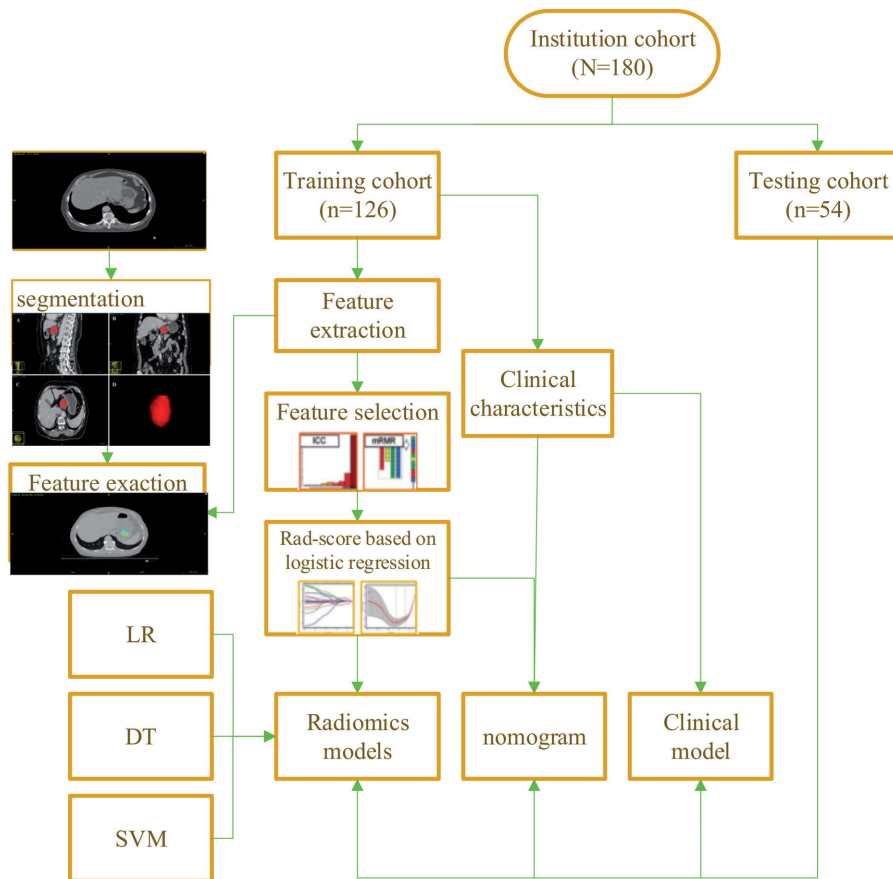 Institution cohort
(N=180)
Training cohort
(n=126)
Testing cohort
(n=54)
segmentation
A
B
C
D
Feature
extraction
Clinical
characteristics
Feature selection
ICC
mRMR
Feature exaction
Rad-score based on
logistic regression
LR
DT
SVM
Radiomics
models
nomogram
Clinical
model